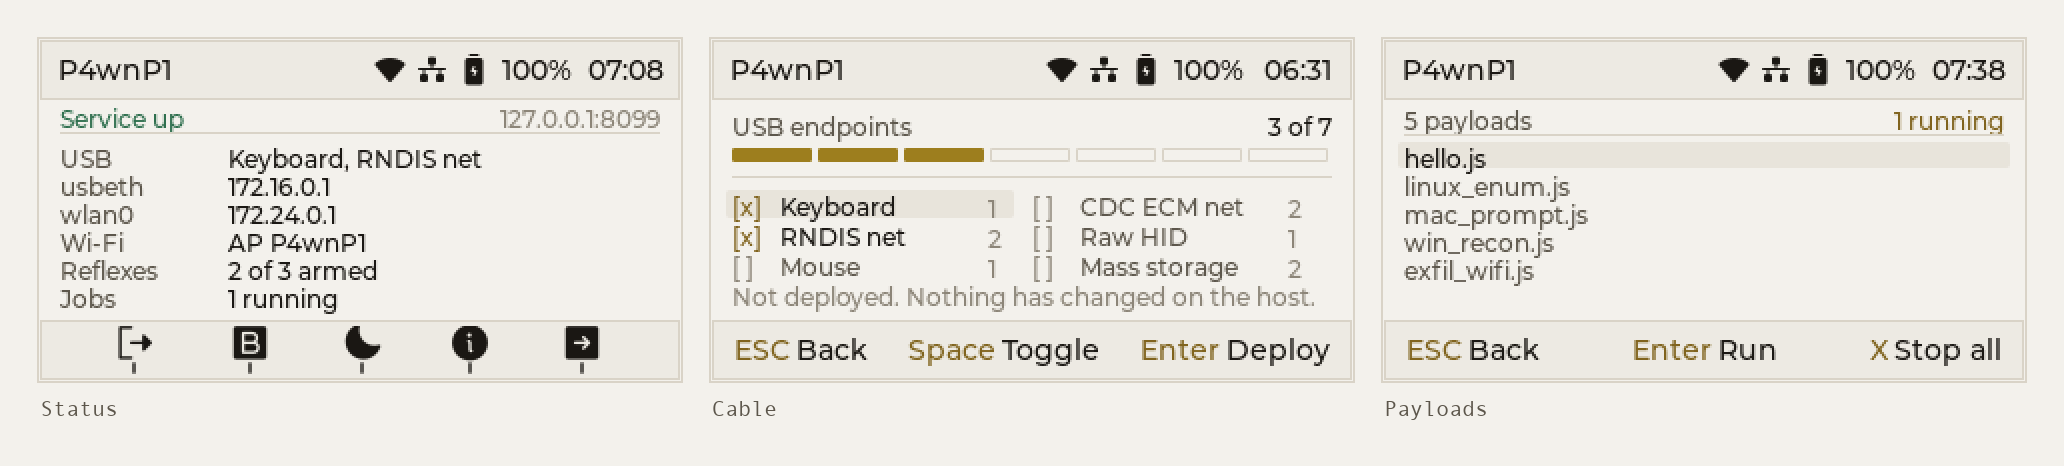 P4wnP1 100% 07:08
Service up 127.0.0.1:8099
USB Keyboard, RNDIS net
usbeth 172.16.0.1
wlan0 172.24.0.1
Wi-Fi AP P4wnP1
Reflexes 2 of 3 armed
Jobs 1 running
B
Status
P4wnP1 100% 06:31
USB endpoints 3 of 7
[x] Keyboard 1 [ ] CDC ECM net 2
[x] RNDIS net 2 [ ] Raw HID 1
[ ] Mouse 1 [ ] Mass storage 2
Not deployed. Nothing has changed on the host.
ESC Back Space Toggle Enter Deploy
Cable
P4wnP1 100% 07:38
5 payloads 1 running
hello.js
linux_enum.js
mac_prompt.js
win_recon.js
exfil_wifi.js
ESC Back Enter Run X Stop all
Payloads